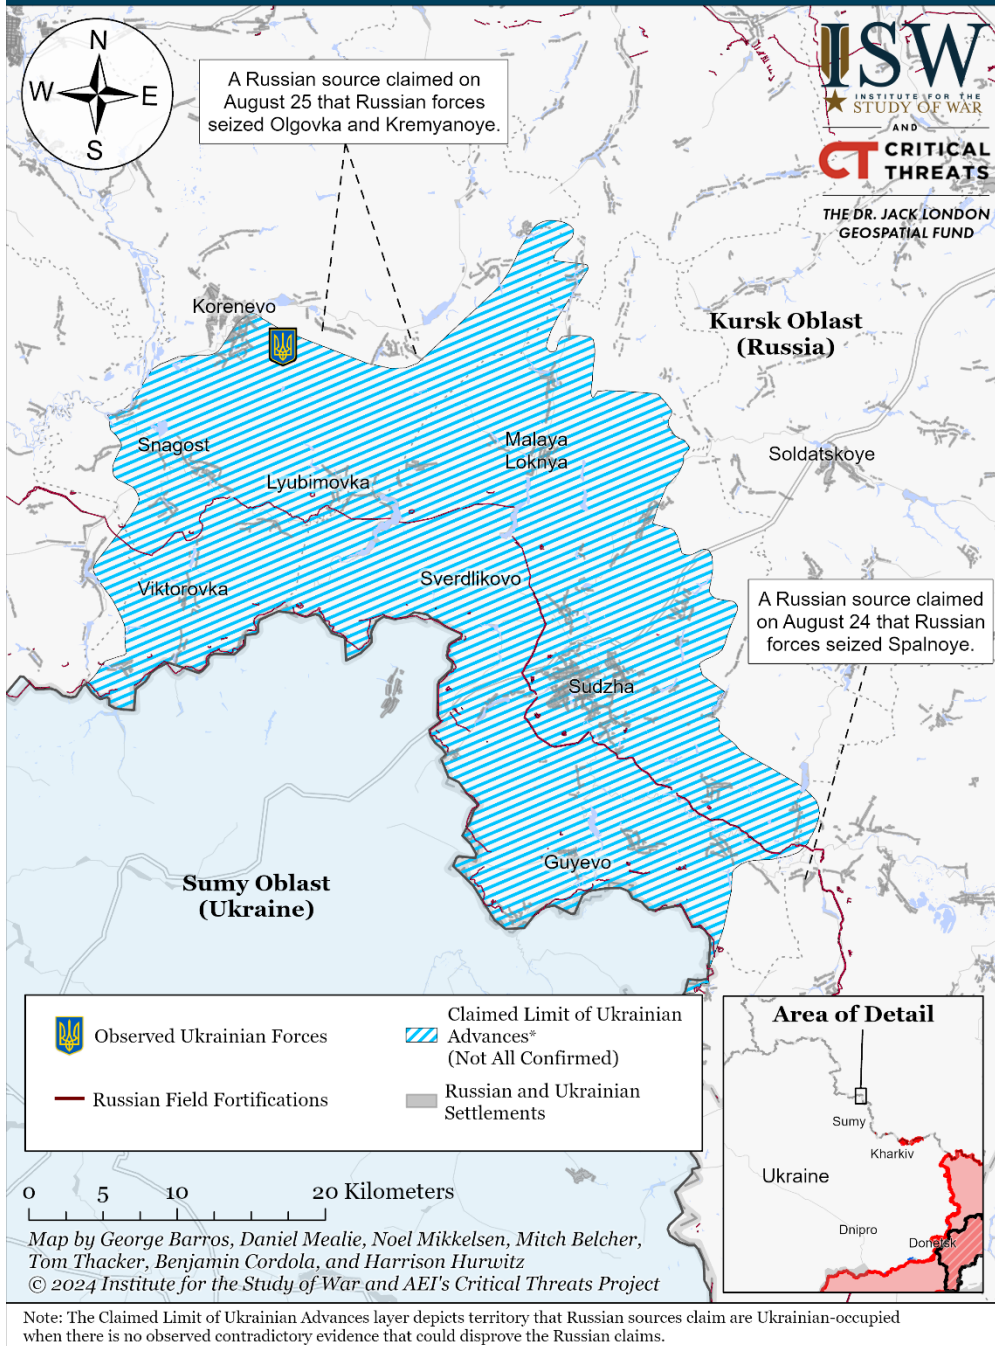 N
W
E
S
A Russian source claimed on
August 25 that Russian forces
seized Olgovka and Kremyanoye.
ISW
INSTITUTE FOR THE
STUDY OF WAR
AND
CT CRITICAL
THREATS
THE DR. JACK LONDON
GEOSPATIAL FUND
Korenevo
Kursk Oblast
(Russia)
Snagost
Malaya
Loknya
Soldatskoye
Lyubimovka
Viktorovka
Sverdlikovo
A Russian source claimed
on August 24 that Russian
forces seized Spalnoye.
Sudzha
Guyevo
Sumy Oblast
(Ukraine)
Observed Ukrainian Forces
Claimed Limit of Ukrainian
Advances*
(Not All Confirmed)
Russian Field Fortifications
Russian and Ukrainian
Settlements
Area of Detail
Sumy
Kharkiv
Ukraine
Dnipro
Donetsk
0 5 10 20 Kilometers
Map by George Barros, Daniel Mealie, Noel Mikkelsen, Mitch Belcher,
Tom Thacker, Benjamin Cordola, and Harrison Hurwitz
© 2024 Institute for the Study of War and AEI's Critical Threats Project
Note: The Claimed Limit of Ukrainian Advances layer depicts territory that Russian sources claim are Ukrainian-occupied
when there is no observed contradictory evidence that could disprove the Russian claims.